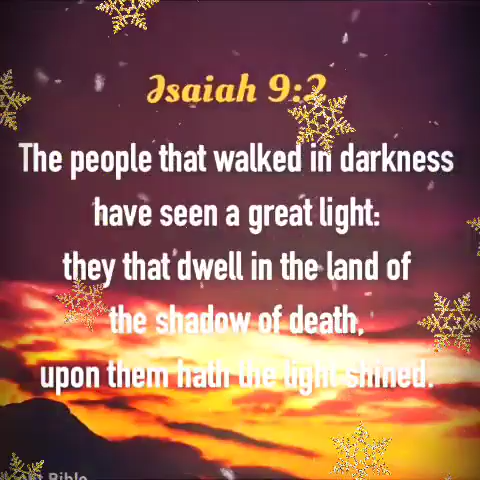 Isaiah 9:2
The people that walked in darkness
have seen a great light:
they that dwell in the land of
the shadow of death,
upon them hath the light shined.
Bible